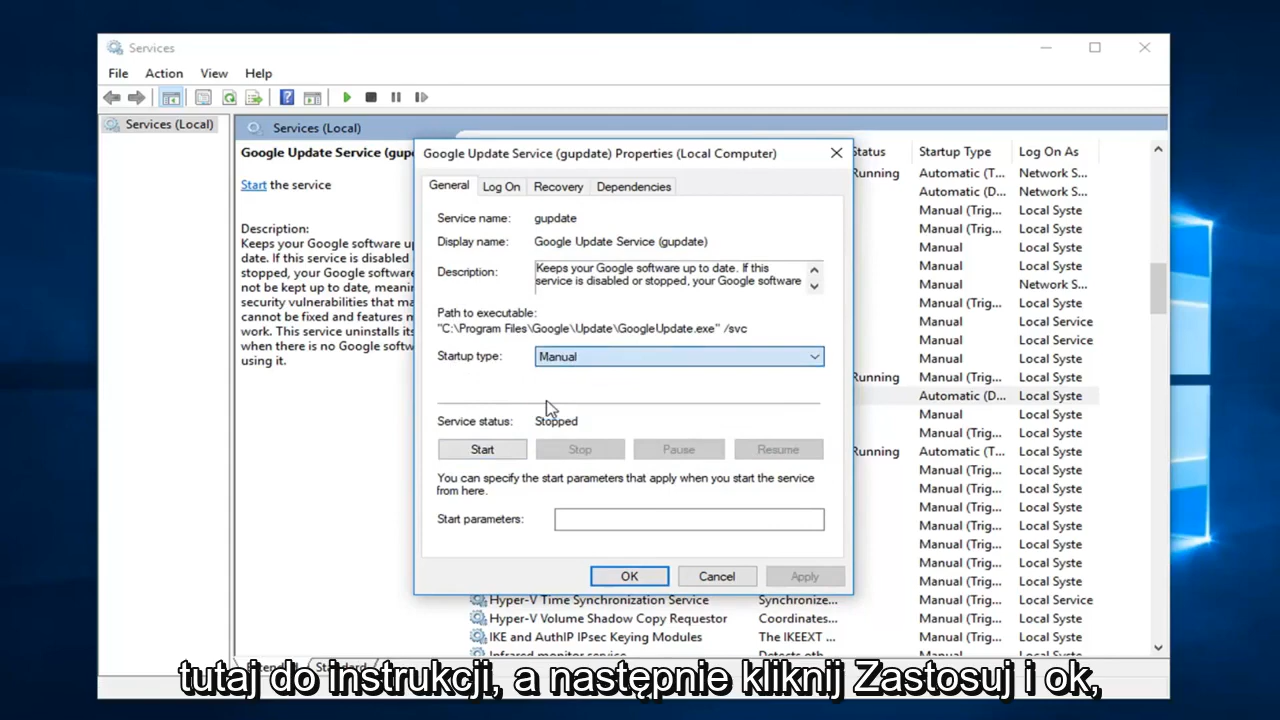 Services
File Action View Help
Services (Local)
Services (Local)
Google Update Service (gup
Start the service
Description:
Keeps your Google software up
date. If this service is disabled
stopped, your Google software
not be kept up to date, meanin
security vulnerabilities that ma
cannot be fixed and features m
work. This service uninstalls its
when there is no Google softw
using it.
Google Update Service (gupdate) Properties (Local Computer)
General Log On Recovery Dependencies
Service name: gupdate
Display name: Google Update Service (gupdate)
Description: Keeps your Google software up to date. If this
service is disabled or stopped, your Google software
Path to executable:
"C:\Program Files\Google\Update\GoogleUpdate.exe" /svc
Startup type: Manual
Service status: Stopped
Start Stop Pause Resume
You can specify the start parameters that apply when you start the service
from here.
Start parameters:
OK Cancel Apply
tatus Startup Type Log On As
Running Automatic (T... Network S...
Automatic (D... Local Syste
Manual (Trig... Local Syste
Manual (Trig... Local Syste
Manual Local Syste
Manual Local Syste
Manual Network S...
Manual (Trig... Local Syste
Manual Local Service
Manual Local Service
Manual Local Syste
Running Manual (Trig... Local Syste
Automatic (D... Local Syste
Manual Local Syste
Manual (Trig... Local Syste
Running Automatic (T... Local Syste
Manual (Trig... Local Syste
Manual (Trig... Local Syste
Manual (Trig... Local Syste
Manual (Trig... Local Syste
Manual (Trig... Local Syste
Manual (Trig... Local Syste
Manual (Trig... Local Syste
Hyper-V Time Synchronization Service Synchronize... Manual (Trig... Local Service
Hyper-V Volume Shadow Copy Requestor Coordinates... Manual (Trig... Local Syste
IKE and AuthIP IPsec Keying Modules The IKEEXT ... Manual (Trig... Local Syste
Infrared monitor service Detects oth
tutaj do instrukcji, a następnie kliknij Zastosuj i ok,